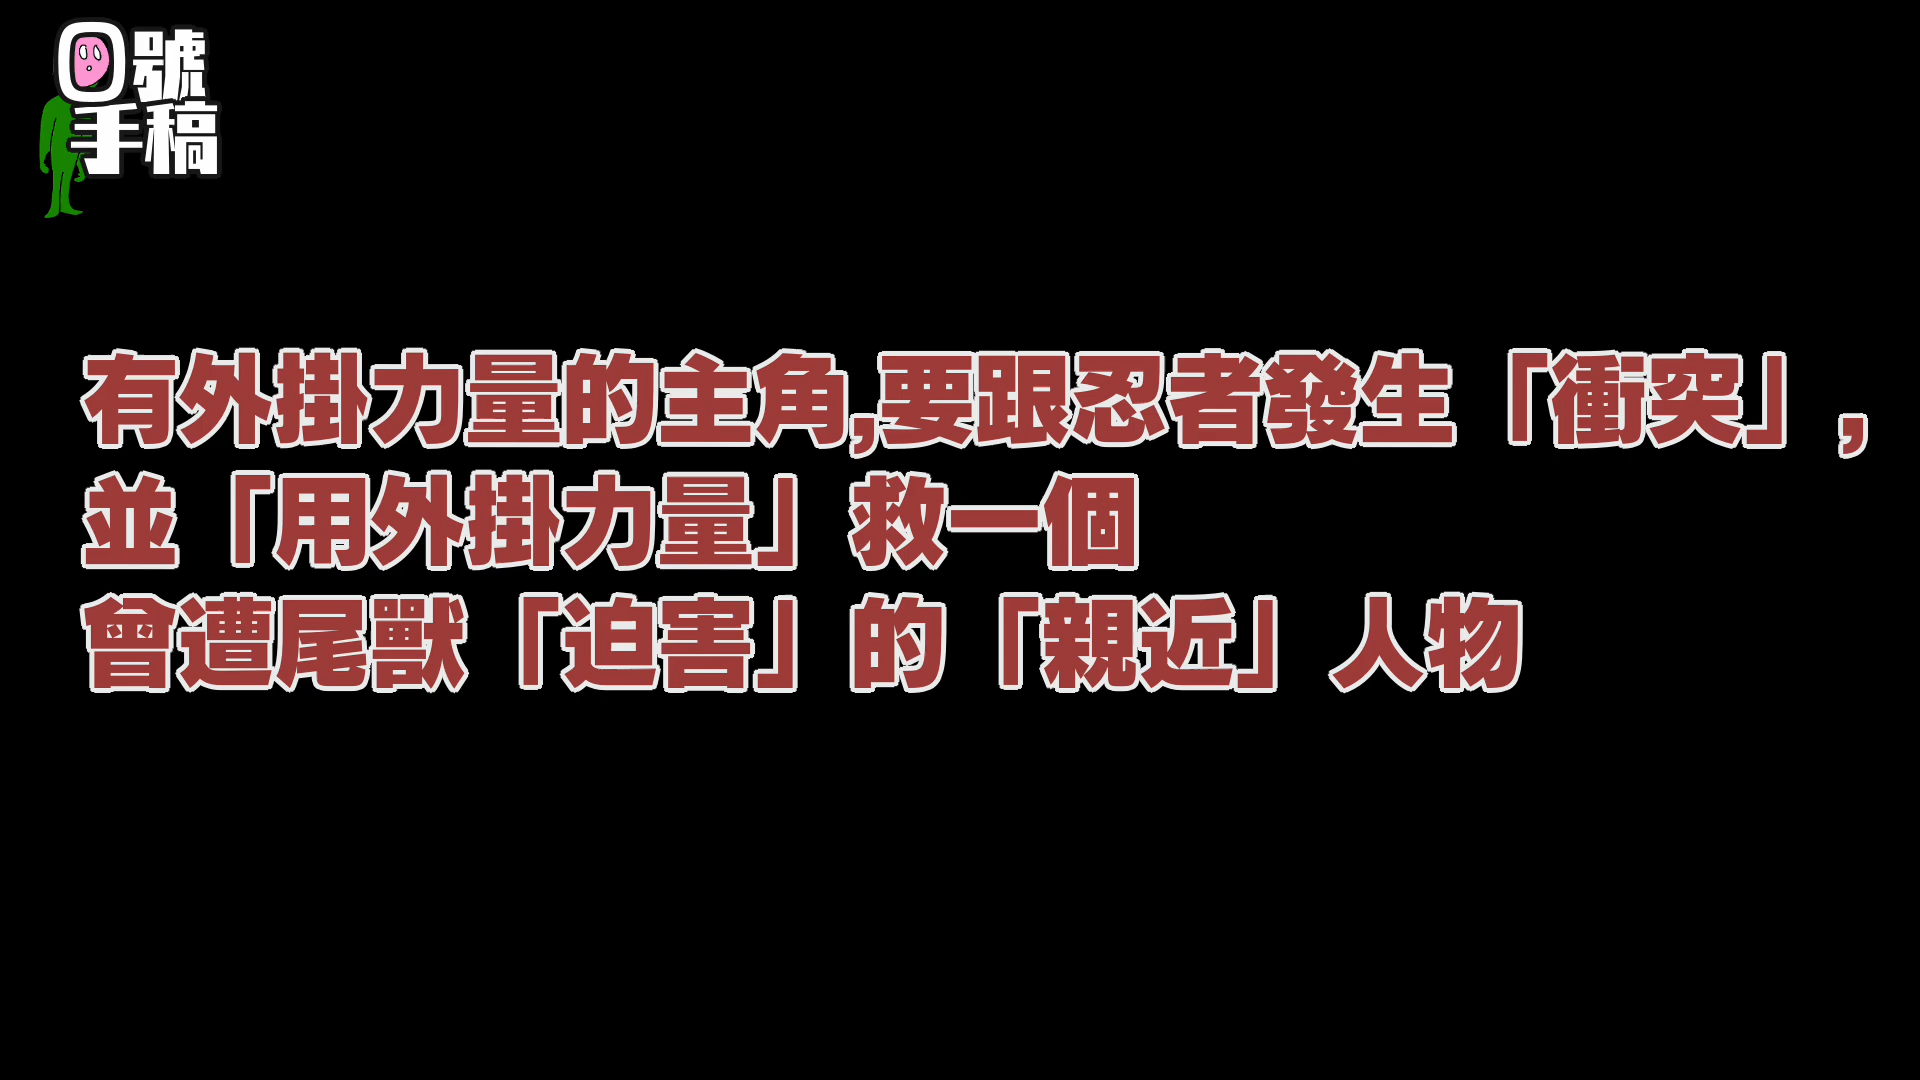 0號
手稿
有外掛力量的主角,要跟忍者發生「衝突」,
並「用外掛力量」救一個
曾遭尾獸「迫害」的「親近」人物